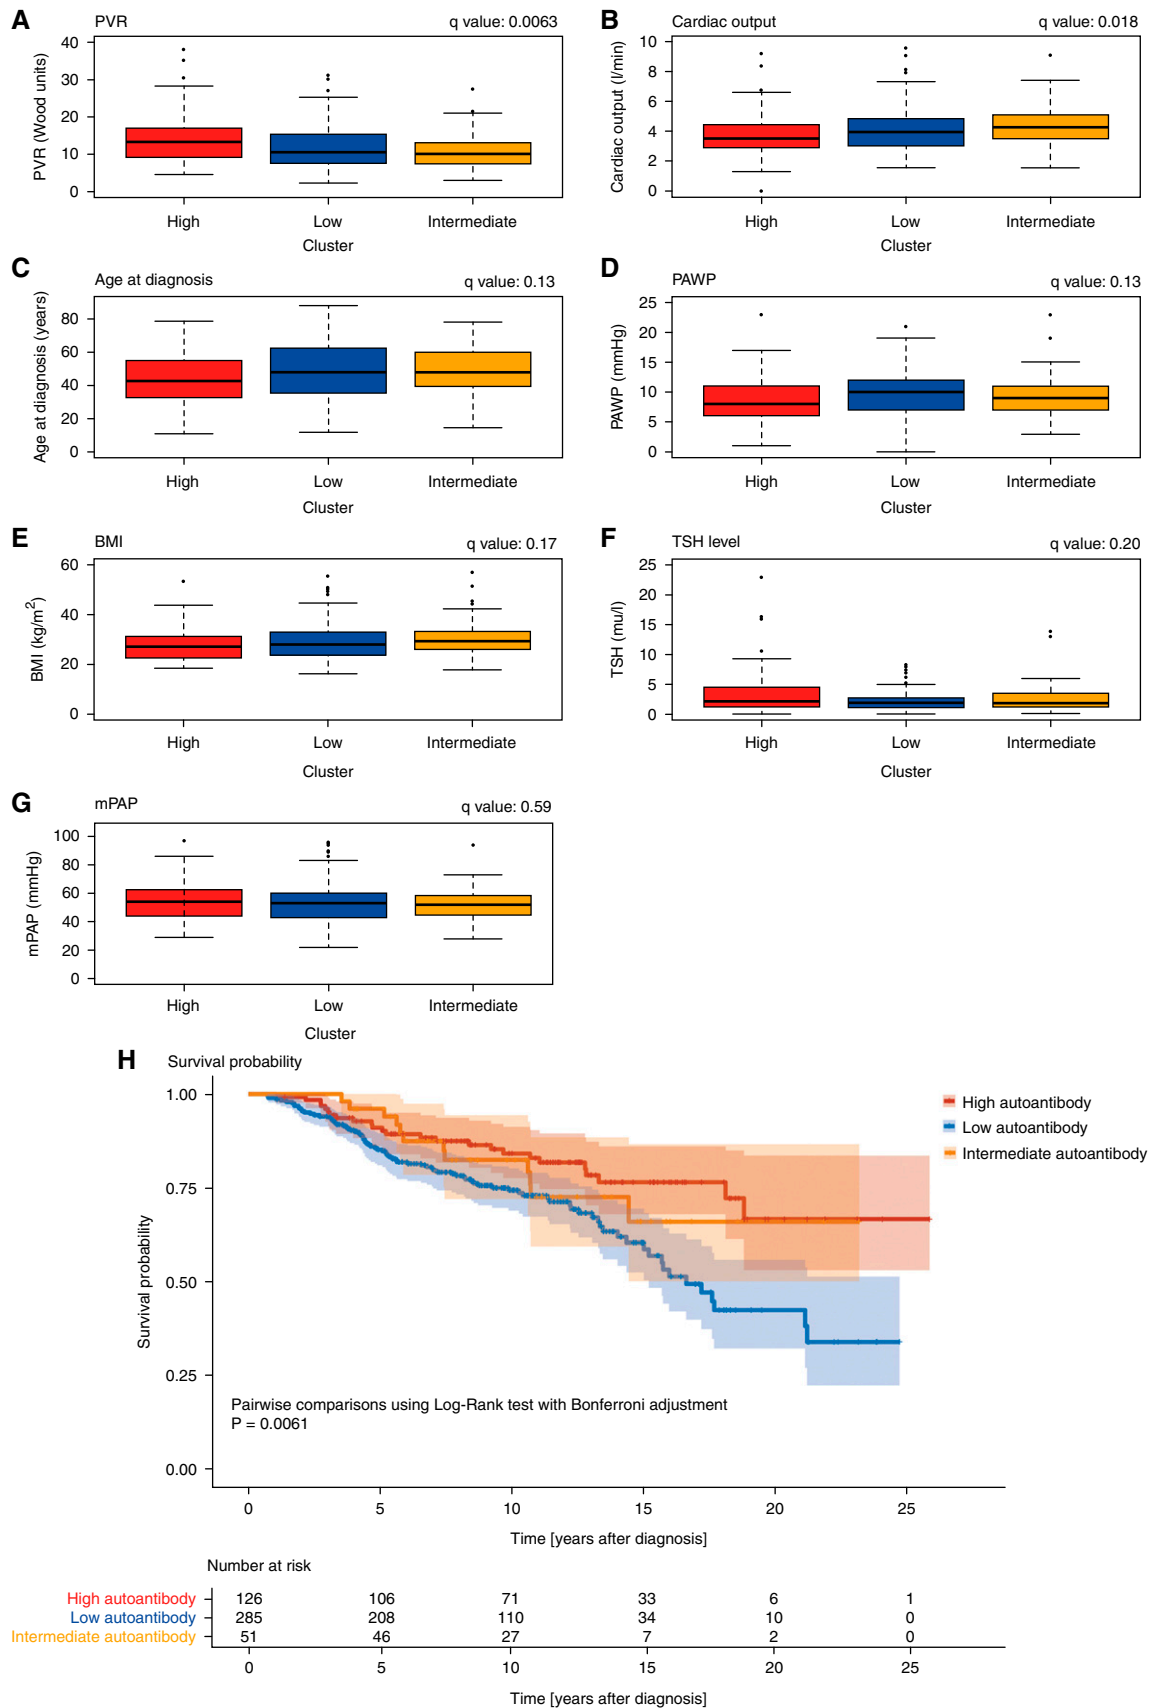 A PVR q value: 0.0063
PVR (Wood units)
40
30
20
10
0
High Low Intermediate
Cluster
B Cardiac output q value: 0.018
Cardiac output (l/min)
10
8
6
4
2
0
High Low Intermediate
Cluster
C Age at diagnosis q value: 0.13
Age at diagnosis (years)
80
60
40
20
0
High Low Intermediate
Cluster
D PAWP q value: 0.13
PAWP (mmHg)
25
20
15
10
5
0
High Low Intermediate
Cluster
E BMI q value: 0.17
BMI (kg/m²)
60
40
20
0
High Low Intermediate
Cluster
F TSH level q value: 0.20
TSH (mu/l)
25
20
15
10
5
0
High Low Intermediate
Cluster
G mPAP q value: 0.59
mPAP (mmHg)
100
80
60
40
20
0
High Low Intermediate
Cluster
H Survival probability
Survival probability
1.00
0.75
0.50
0.25
0.00
High autoantibody
Low autoantibody
Intermediate autoantibody
Pairwise comparisons using Log-Rank test with Bonferroni adjustment
P = 0.0061
0 5 10 15 20 25
Time [years after diagnosis]
Number at risk
High autoantibody 126 106 71 33 6 1
Low autoantibody 285 208 110 34 10 0
Intermediate autoantibody 51 46 27 7 2 0
0 5 10 15 20 25
Time [years after diagnosis]